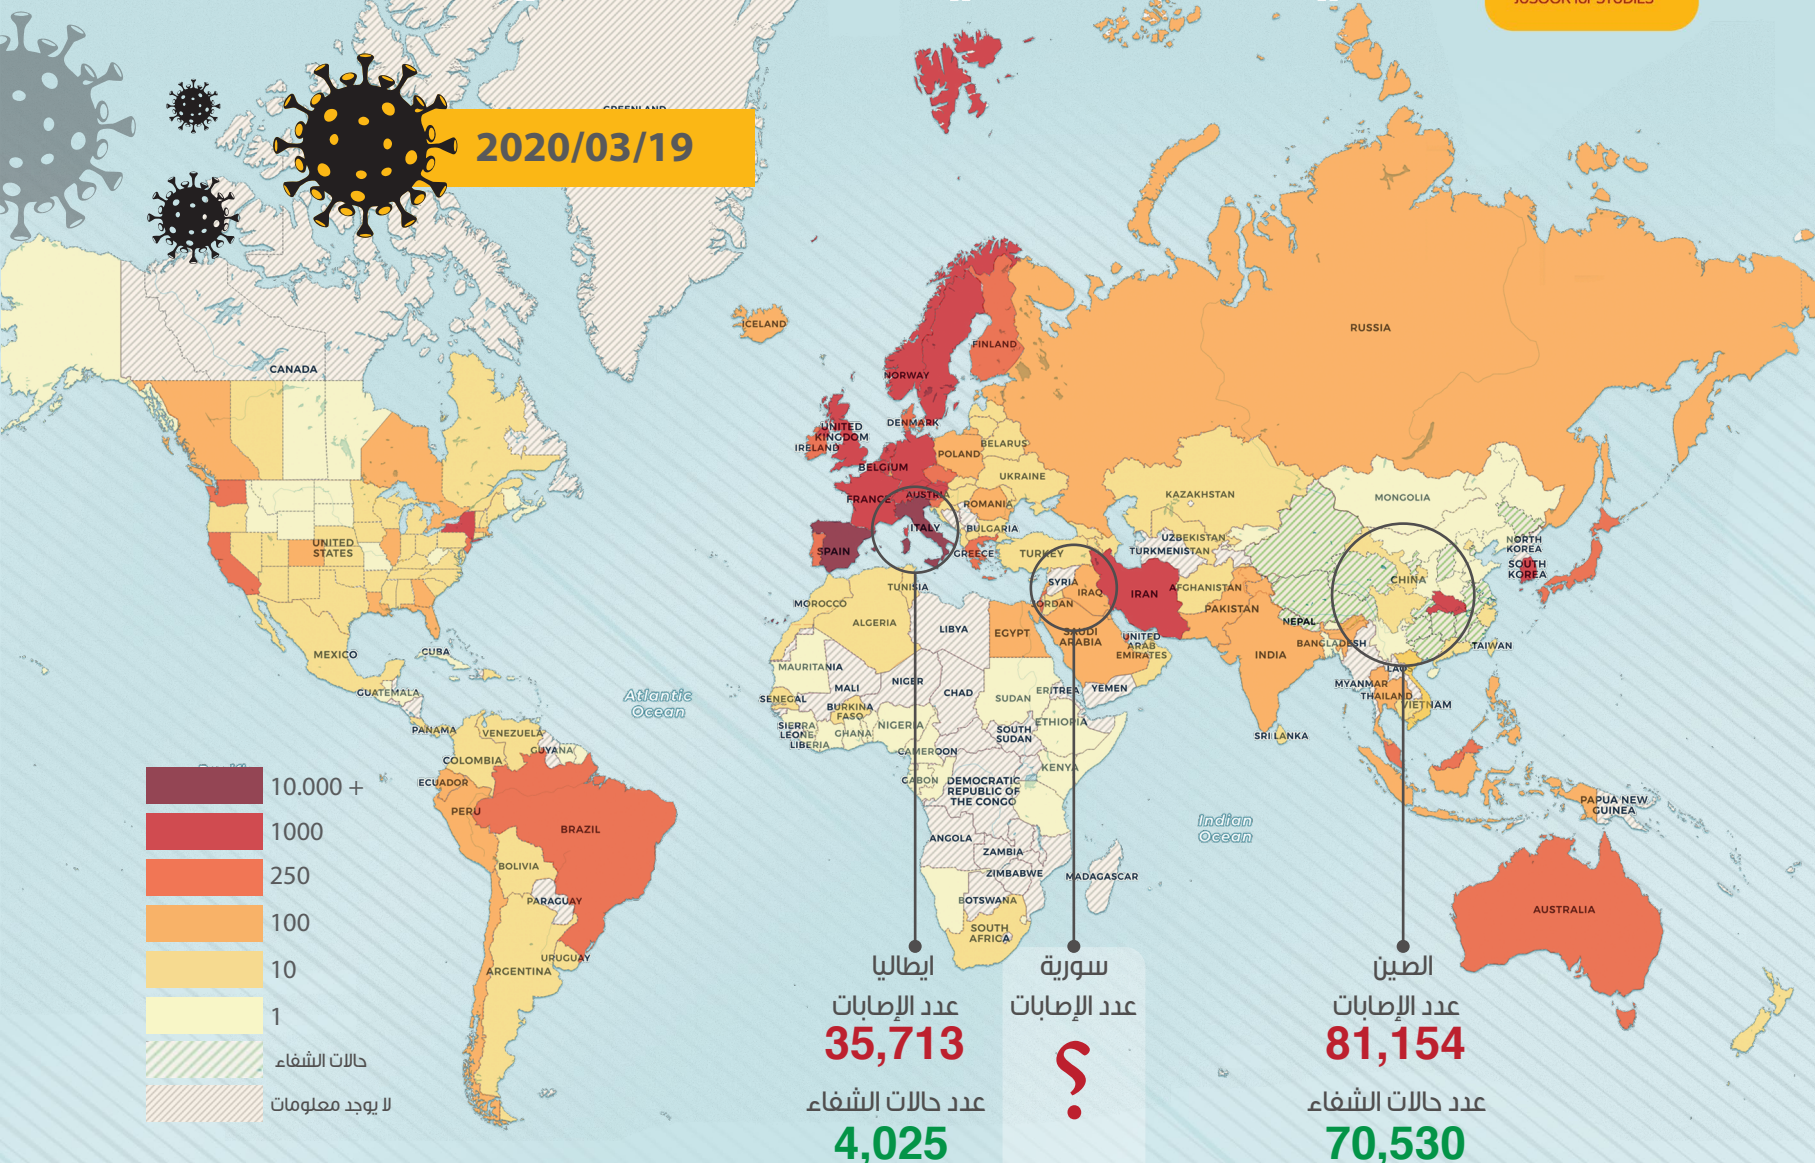 JUSOOR for STUDIES
GREENLAND
2020/03/19
ICELAND
RUSSIA
FINLAND
CANADA
NORWAY
DENMARK
UNITED
KINGDOM
IRELAND
BELARUS
POLAND
BELGIUM
UKRAINE
FRANCE
AUSTRIA
KAZAKHSTAN
MONGOLIA
ROMANIA
ITALY
BULGARIA
UNITED
STATES
SPAIN
GREECE
TURKEY
UZBEKISTAN
TURKMENISTAN
NORTH
KOREA
SOUTH
KOREA
CHINA
TUNISIA
SYRIA
IRAQ
IRAN
AFGHANISTAN
MOROCCO
JORDAN
PAKISTAN
ALGERIA
LIBYA
EGYPT
SAUDI
ARABIA
UNITED
ARAB
EMIRATES
NEPAL
BANGLADESH
INDIA
TAIWAN
MEXICO
CUBA
MAURITANIA
LAOS
MALI
NIGER
CHAD
SUDAN
ERITREA
YEMEN
MYANMAR
THAILAND
VIETNAM
GUATEMALA
Atlantic
Ocean
SENEGAL
BURKINA
FASO
SIERRA
LEONE
LIBERIA
GHANA
NIGERIA
ETHIOPIA
SOUTH
SUDAN
PANAMA
VENEZUELA
GUYANA
SRI LANKA
CAMEROON
COLOMBIA
KENYA
GABON
DEMOCRATIC
REPUBLIC OF
THE CONGO
ECUADOR
PERU
BRAZIL
PAPUA NEW
GUINEA
Indian
Ocean
ANGOLA
ZAMBIA
ZIMBABWE
MADAGASCAR
BOLIVIA
PARAGUAY
BOTSWANA
AUSTRALIA
SOUTH
AFRICA
URUGUAY
ARGENTINA
10.000 +
1000
250
100
10
1
حالات الشفاء
لا يوجد معلومات
ايطاليا
عدد الإصابات
35,713
عدد حالات الشفاء
4,025
سورية
عدد الإصابات
؟
الصين
عدد الإصابات
81,154
عدد حالات الشفاء
70,530